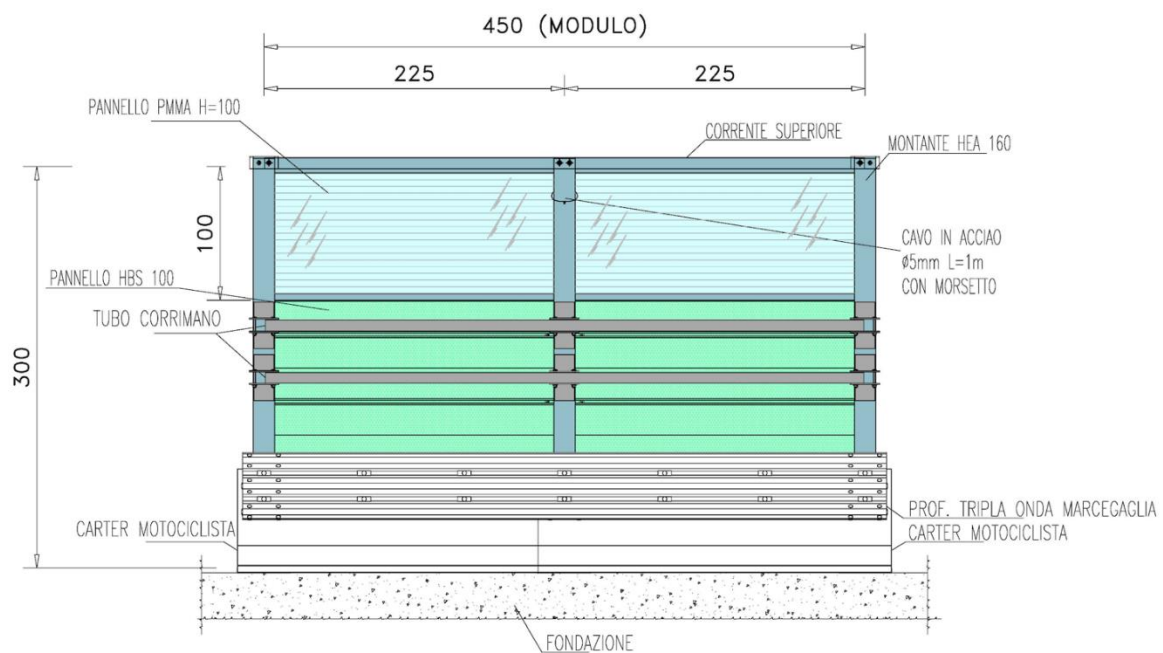 450 (MODULO)
225
225
PANNELLO PMMA H=100
CORRENTE SUPERIORE
MONTANTE HEA 160
100
CAVO IN ACCIAO
ø5mm L=1m
CON MORSETTO
PANNELLO HBS 100
TUBO CORRIMANO
300
PROF. TRIPLA ONDA MARCEGAGLIA
CARTER MOTOCICLISTA
CARTER MOTOCICLISTA
FONDAZIONE